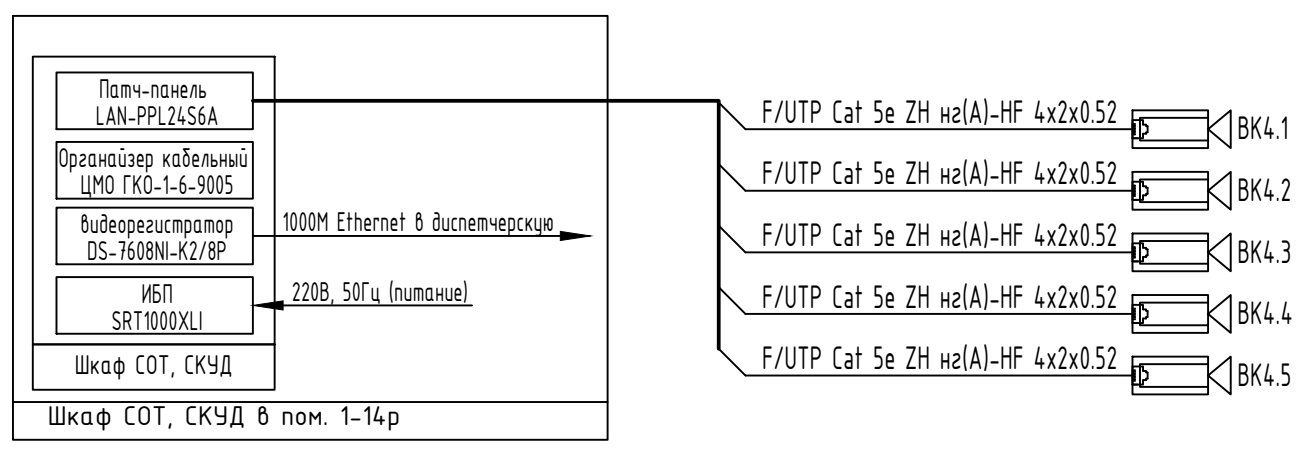 Патч-панель
LAN-PPL24S6A
Органайзер кабельный
ЦМО ГКО-1-6-9005
видеорегистратор
DS-7608NI-K2/8P
ИБП
SRT1000XLI
Шкаф СОТ, СКУД
Шкаф СОТ, СКУД в пом. 1-14р
1000М Ethernet в диспетчерскую
220В, 50Гц (питание)
F/UTP Cat 5e ZH нг(А)-HF 4x2x0.52
ВК4.1
F/UTP Cat 5e ZH нг(А)-HF 4x2x0.52
ВК4.2
F/UTP Cat 5e ZH нг(А)-HF 4x2x0.52
ВК4.3
F/UTP Cat 5e ZH нг(А)-HF 4x2x0.52
ВК4.4
F/UTP Cat 5e ZH нг(А)-HF 4x2x0.52
ВК4.5